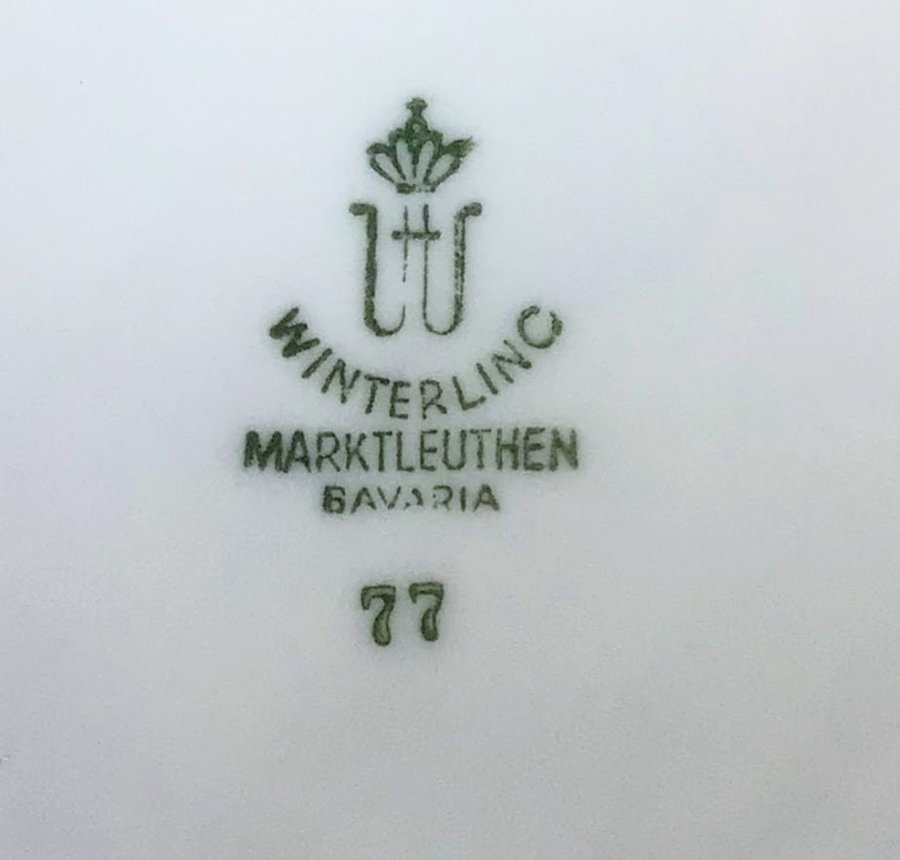 WINTERLING
MARKTLEUTHEN
BAVARIA
77